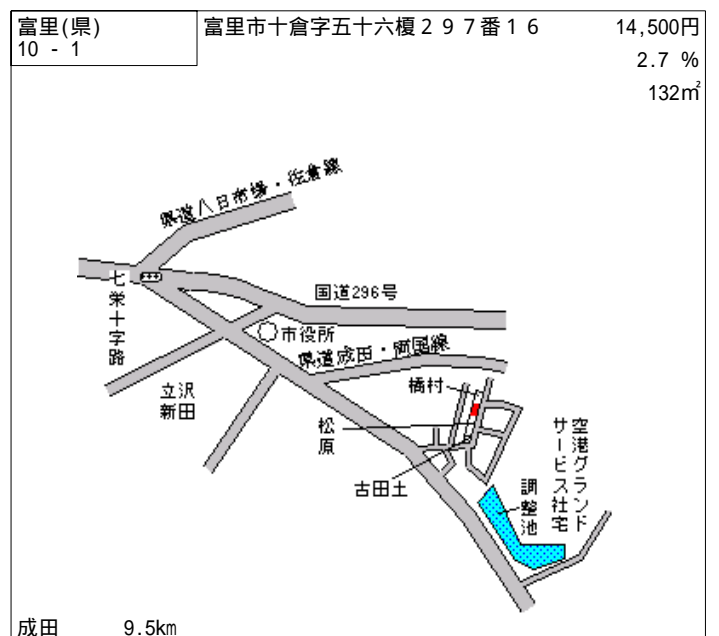 富里(県)
10 - 1
富里市十倉字五十六榎２９７番１６
14,500円
2.7 %
132㎡
県道八日市場・佐倉線
七栄十字路
国道296号
市役所
県道成田・両国線
立沢
新田
橋村
松原
古田土
空港グランド
サービス社宅
調整池
成田 9.5km